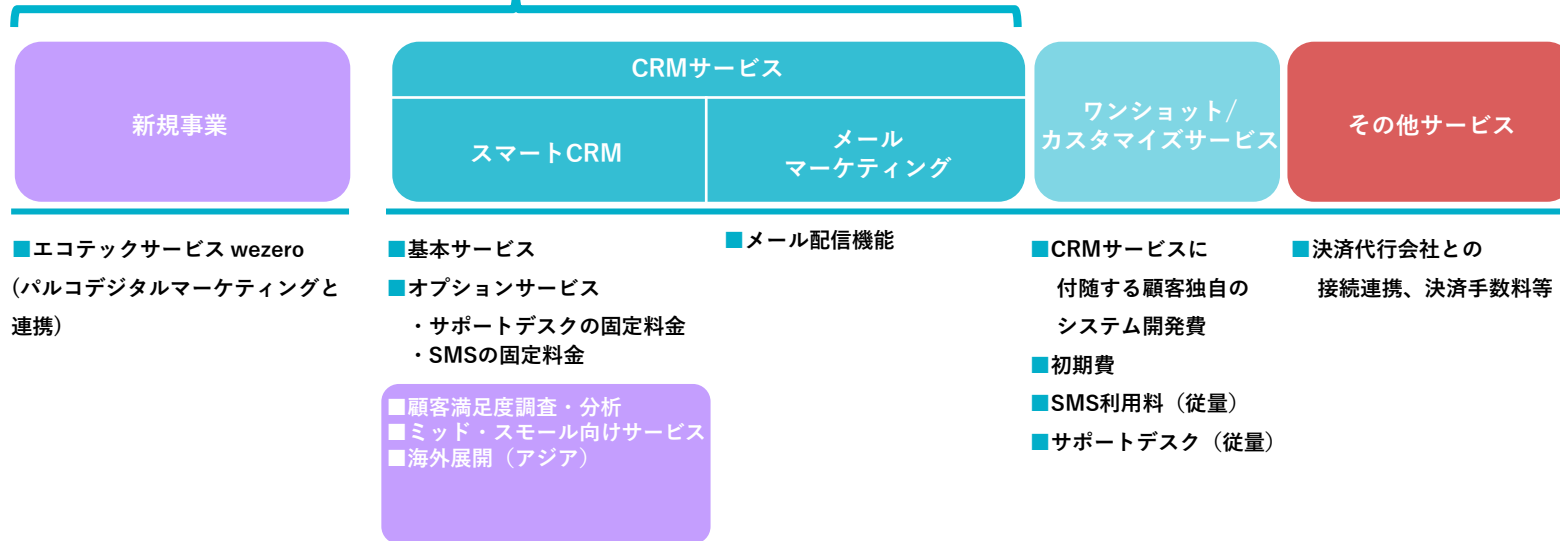 新規事業
CRMサービス
スマートCRM
メール
マーケティング
ワンショット/
カスタマイズサービス
その他サービス
■エコテックサービス wezero
(パルコデジタルマーケティングと
連携)
■基本サービス
■オプションサービス
・サポートデスクの固定料金
・SMSの固定料金
■顧客満足度調査・分析
■ミッド・スモール向けサービス
■海外展開（アジア）
■メール配信機能
■CRMサービスに
付随する顧客独自の
システム開発費
■初期費
■SMS利用料（従量）
■サポートデスク（従量）
■決済代行会社との
接続連携、決済手数料等